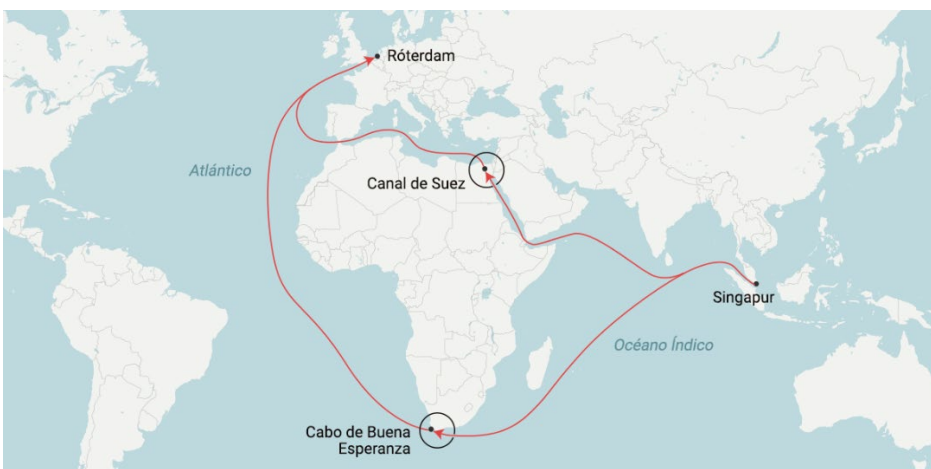 Róterdam
Atlántico
Canal de Suez
Singapur
Océano Índico
Cabo de Buena
Esperanza